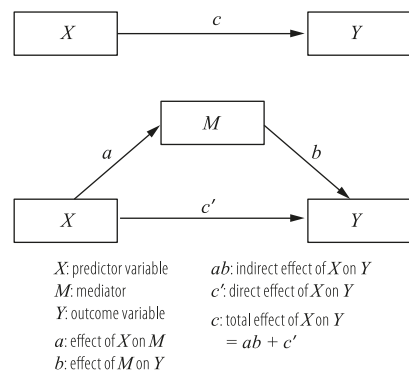 c
X Y
M
a b
X c′ Y
X: predictor variable
M: mediator
Y: outcome variable
a: effect of X on M
b: effect of M on Y
ab: indirect effect of X on Y
c′: direct effect of X on Y
c: total effect of X on Y
= ab + c′